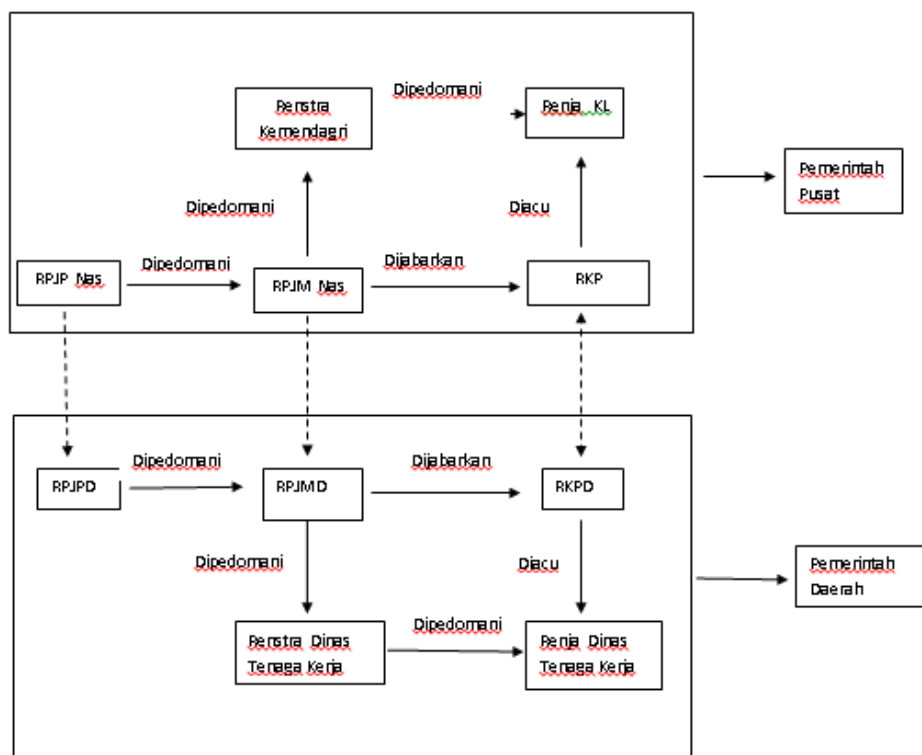 Dipedomani
Renstra
Kemendagri
Renja KL
Pemerintah
Pusat
Dipedomani
Diacu
Dipedomani
Dijabarkan
RPJP Nas
RPJM Nas
RKP
Dipedomani
Dijabarkan
RPJPD
RPJMD
RKPD
Dipedomani
Diacu
Pemerintah
Daerah
Dipedomani
Renstra Dinas
Tenaga Kerja
Renja Dinas
Tenaga Kerja